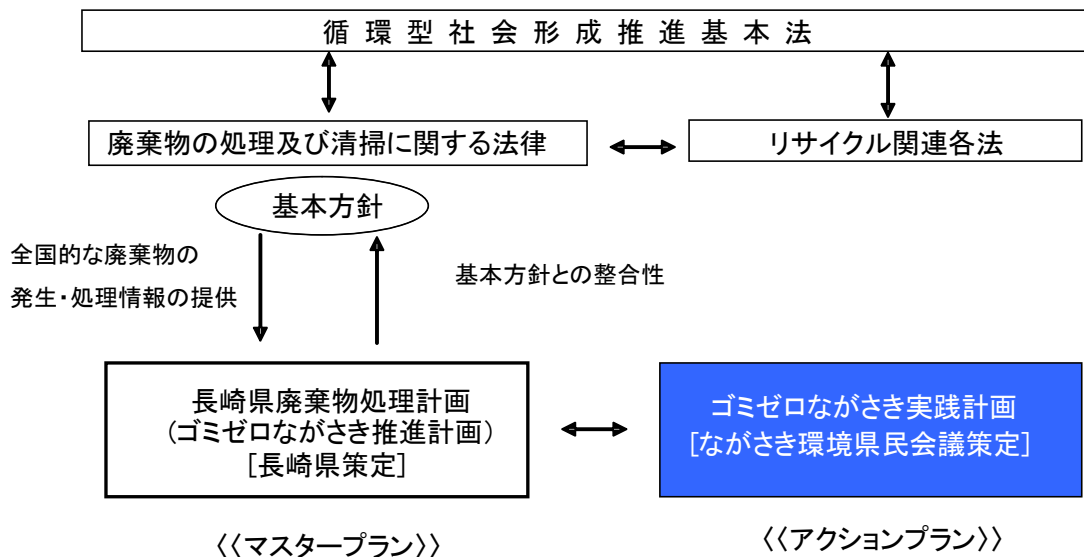 循環型社会形成推進基本法
廃棄物の処理及び清掃に関する法律
リサイクル関連各法
基本方針
全国的な廃棄物の
発生・処理情報の提供
基本方針との整合性
長崎県廃棄物処理計画
(ゴミゼロながさき推進計画)
[長崎県策定]
ゴミゼロながさき実践計画
[ながさき環境県民会議策定]
〈〈マスタープラン〉〉
〈〈アクションプラン〉〉